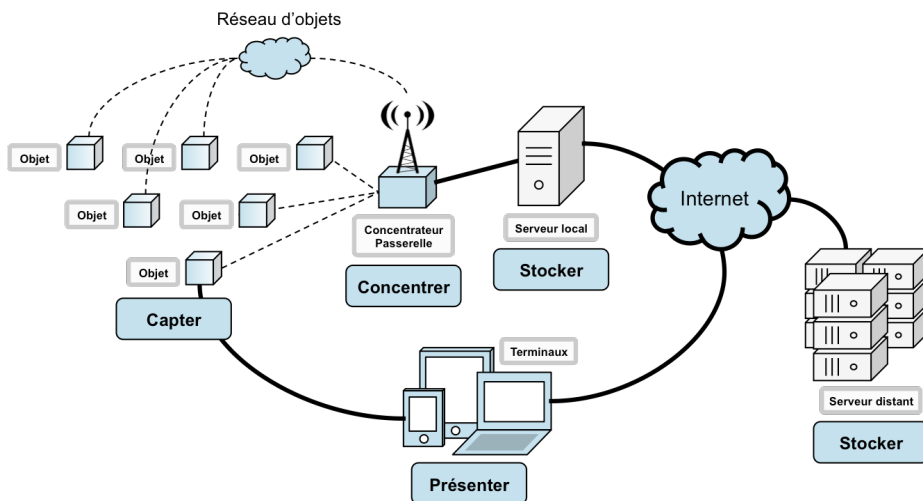 Réseau d'objets
Objet
Objet
Objet
Objet
Objet
Objet
Capter
Concentrateur
Passerelle
Concentrer
Serveur local
Stocker
Internet
Terminaux
Présenter
Serveur distant
Stocker